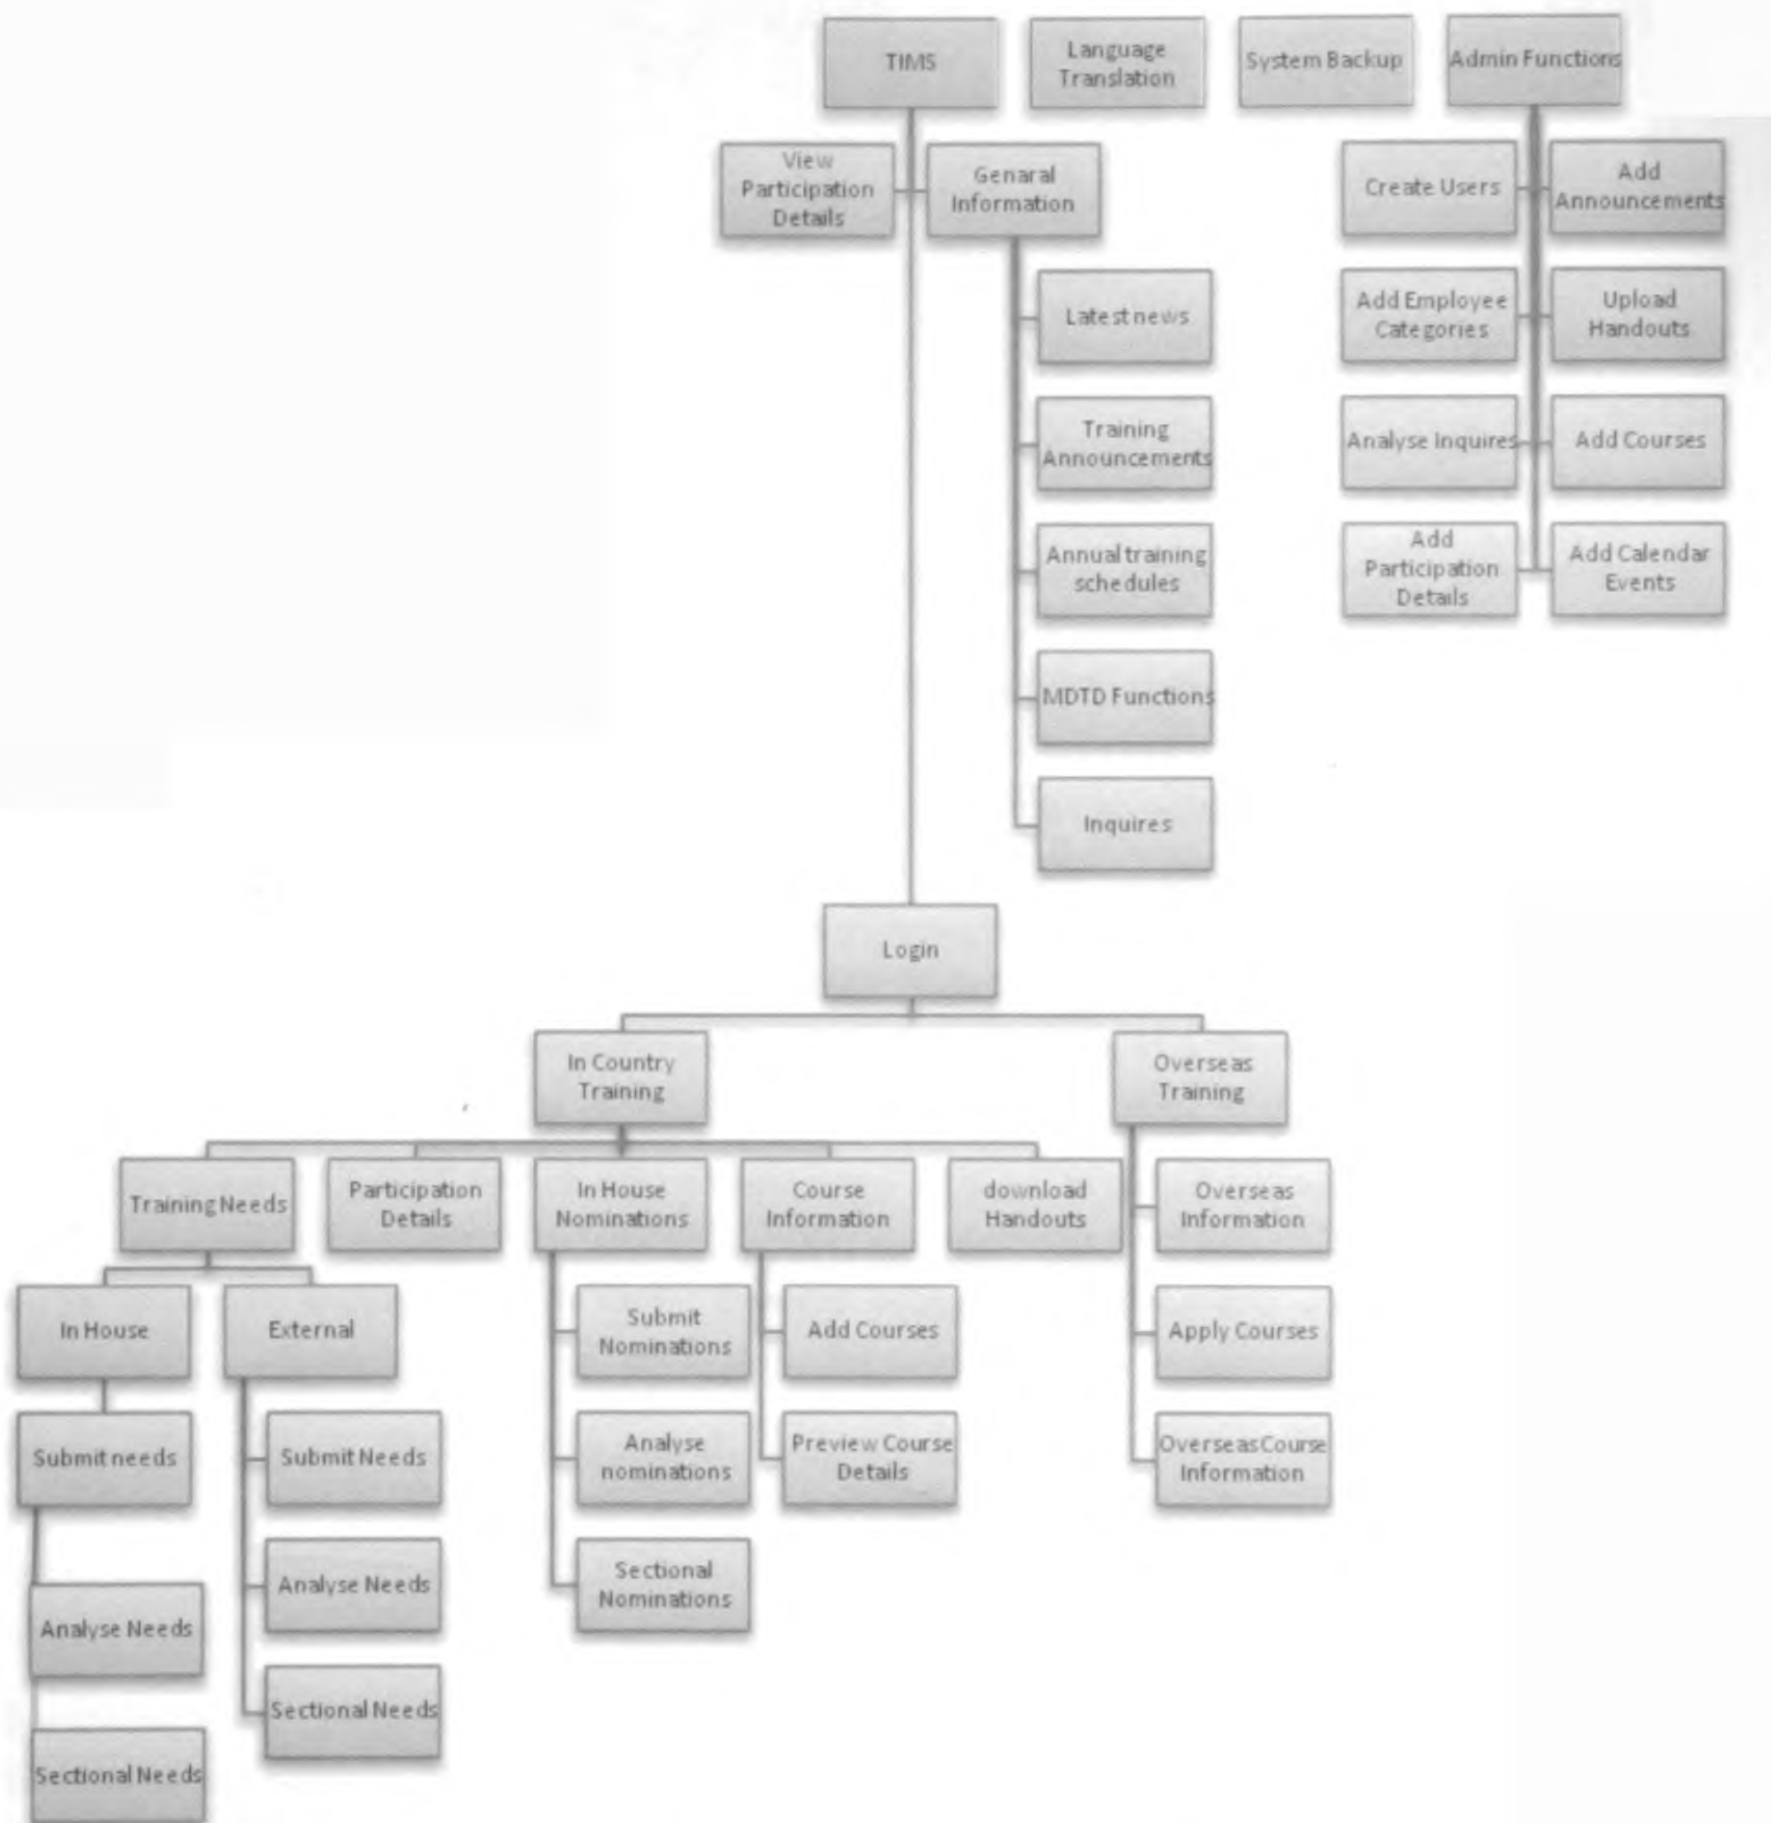 TIMS
Language
Translation
System Backup
Admin Functions
View
Participation
Details
Genaral
Information
Create Users
Add
Announcements
Latest news
Add Employee
Categories
Upload
Handouts
Training
Announcements
Analyse Inquires
Add Courses
Annual training
schedules
Add
Participation
Details
Add Calendar
Events
MDTD Functions
Inquires
Login
In Country
Training
Overseas
Training
Training Needs
Participation
Details
In House
Nominations
Course
Information
download
Handouts
Overseas
Information
In House
External
Submit
Nominations
Add Courses
Apply Courses
Submit needs
Submit Needs
Analyse
nominations
Preview Course
Details
Overseas Course
Information
Analyse Needs
Analyse Needs
Sectional
Nominations
Sectional Needs
Sectional Needs